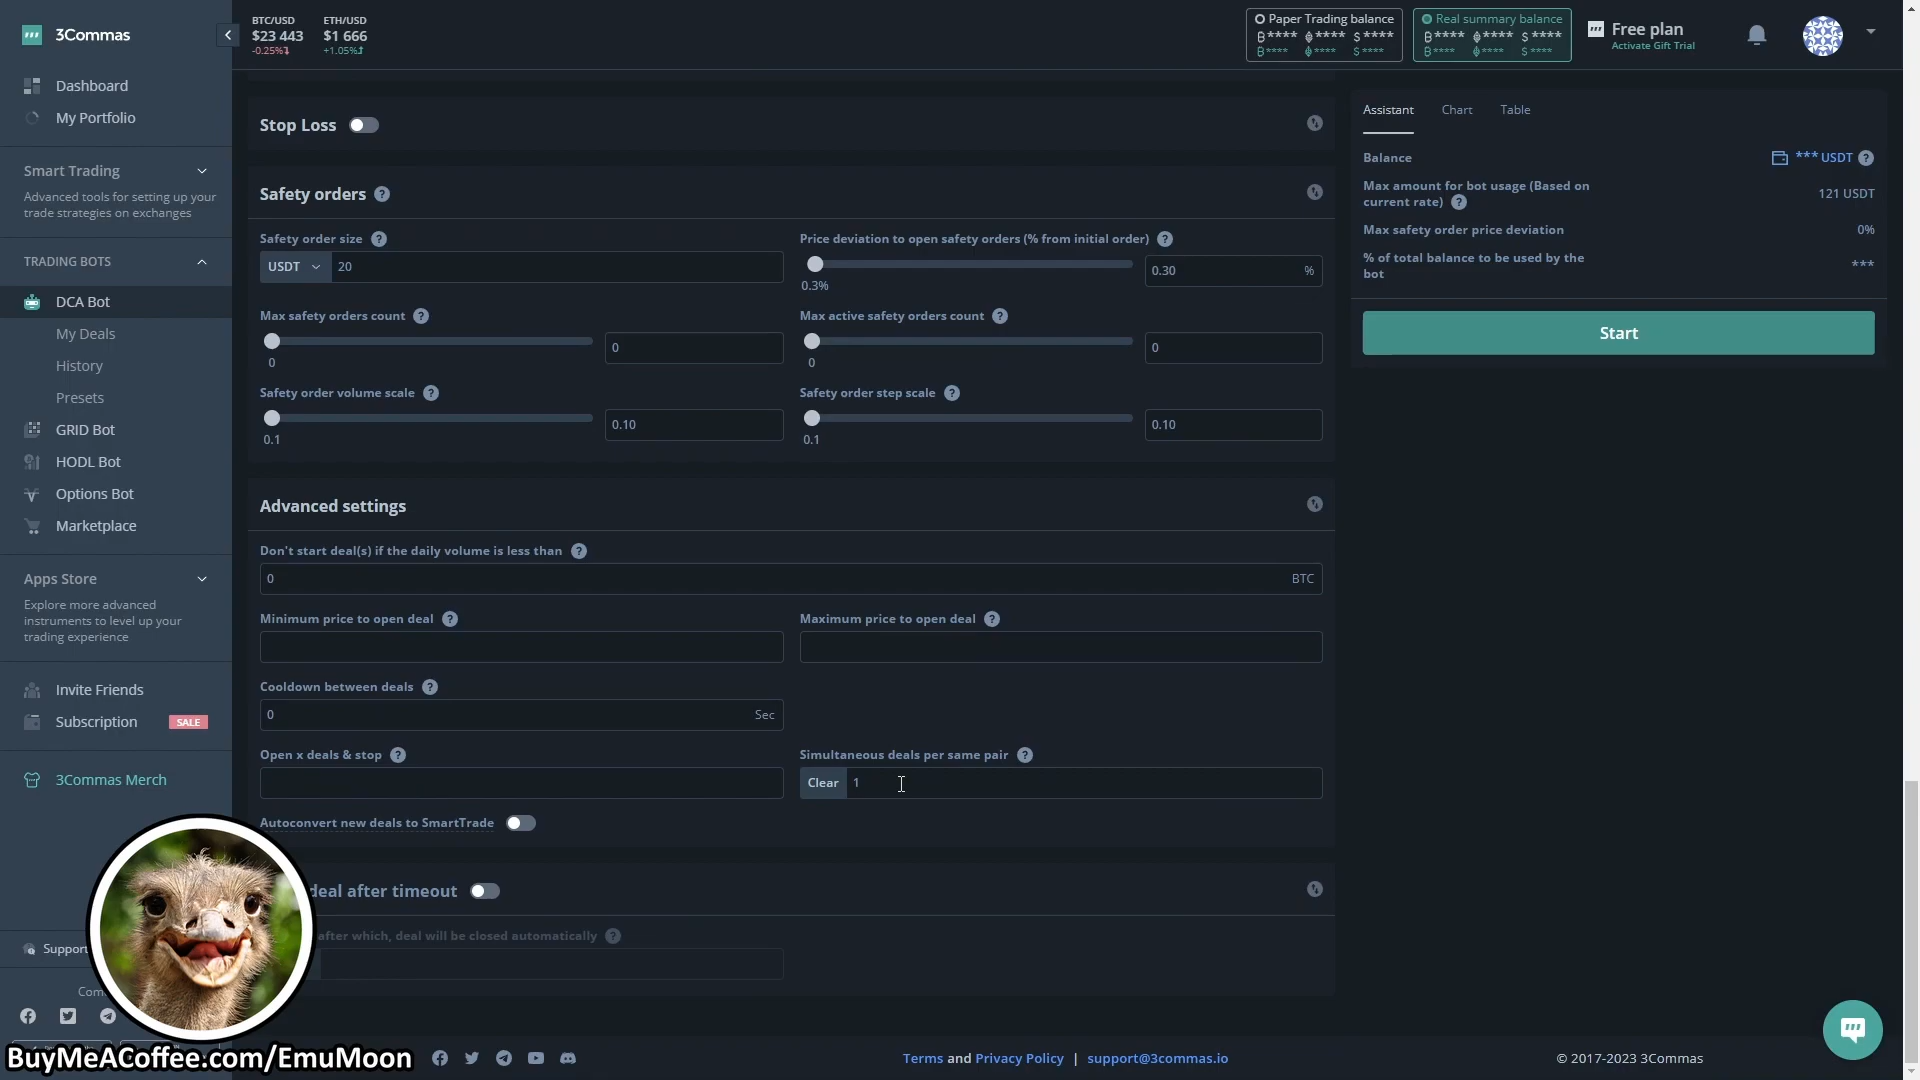 3Commas
BTC/USD
$23 443
-0.25%
ETH/USD
$1 666
+1.05%
Paper Trading balance
**** **** $ ****
**** **** $ ****
Real summary balance
**** **** $ ****
**** **** $ ****
Free plan
Activate Gift Trial
Dashboard
My Portfolio
Smart Trading
Advanced tools for setting up your
trade strategies on exchanges
TRADING BOTS
DCA Bot
My Deals
History
Presets
GRID Bot
HODL Bot
Options Bot
Marketplace
Apps Store
Explore more advanced
instruments to level up your
trading experience
Invite Friends
Subscription SALE
3Commas Merch
Support
Com
Stop Loss
Safety orders ?
Safety order size ?
USDT 20
Price deviation to open safety orders (% from initial order) ?
0.30 %
0.3%
Max safety orders count ?
0
0
Max active safety orders count ?
0
0
Safety order volume scale ?
0.10
0.1
Safety order step scale ?
0.10
0.1
Advanced settings
Don't start deal(s) if the daily volume is less than ?
0 BTC
Minimum price to open deal ?
Maximum price to open deal ?
Cooldown between deals ?
0 Sec
Open x deals & stop ?
Simultaneous deals per same pair ?
Clear 1
Autoconvert new deals to SmartTrade
deal after timeout
after which, deal will be closed automatically ?
Assistant Chart Table
Balance *** USDT ?
Max amount for bot usage (Based on
current rate) ? 121 USDT
Max safety order price deviation 0%
% of total balance to be used by the
bot ***
Start
BuyMeACoffee.com/EmuMoon
Terms and Privacy Policy | support@3commas.io
© 2017-2023 3Commas